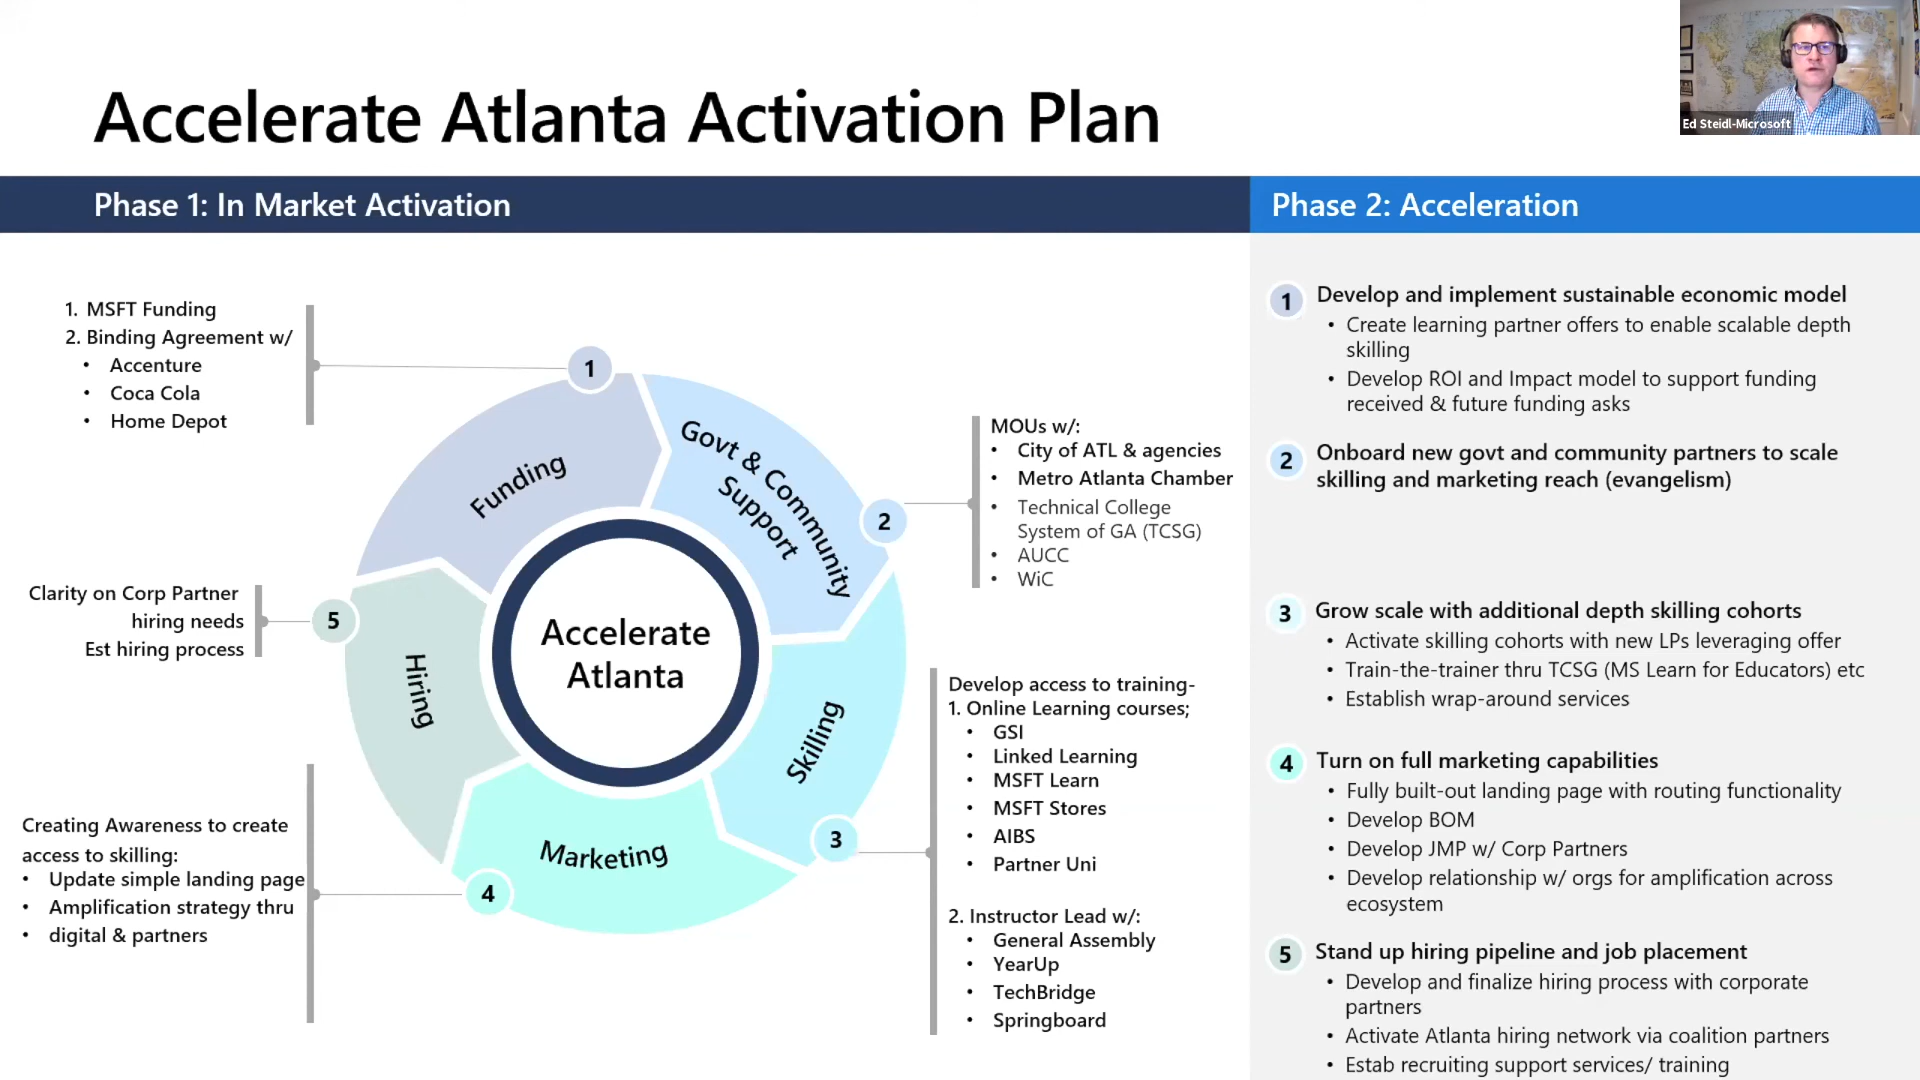 Accelerate Atlanta Activation Plan
Ed Steidl-Microsoft
Phase 1: In Market Activation
Phase 2: Acceleration
1. MSFT Funding
2. Binding Agreement w/
• Accenture
• Coca Cola
• Home Depot
1
Funding
Govt & Community
Support
2
MOUs w/:
• City of ATL & agencies
• Metro Atlanta Chamber
• Technical College
System of GA (TCSG)
• AUCC
• WiC
Clarity on Corp Partner
hiring needs
Est hiring process
5
Hiring
Accelerate
Atlanta
Skilling
3
Develop access to training-
1. Online Learning courses;
• GSI
• Linked Learning
• MSFT Learn
• MSFT Stores
• AIBS
• Partner Uni
2. Instructor Lead w/:
• General Assembly
• YearUp
• TechBridge
• Springboard
Creating Awareness to create
access to skilling:
• Update simple landing page
• Amplification strategy thru
• digital & partners
4
Marketing
1 Develop and implement sustainable economic model
• Create learning partner offers to enable scalable depth
skilling
• Develop ROI and Impact model to support funding
received & future funding asks
2 Onboard new govt and community partners to scale
skilling and marketing reach (evangelism)
3 Grow scale with additional depth skilling cohorts
• Activate skilling cohorts with new LPs leveraging offer
• Train-the-trainer thru TCSG (MS Learn for Educators) etc
• Establish wrap-around services
4 Turn on full marketing capabilities
• Fully built-out landing page with routing functionality
• Develop BOM
• Develop JMP w/ Corp Partners
• Develop relationship w/ orgs for amplification across
ecosystem
5 Stand up hiring pipeline and job placement
• Develop and finalize hiring process with corporate
partners
• Activate Atlanta hiring network via coalition partners
• Estab recruiting support services/ training